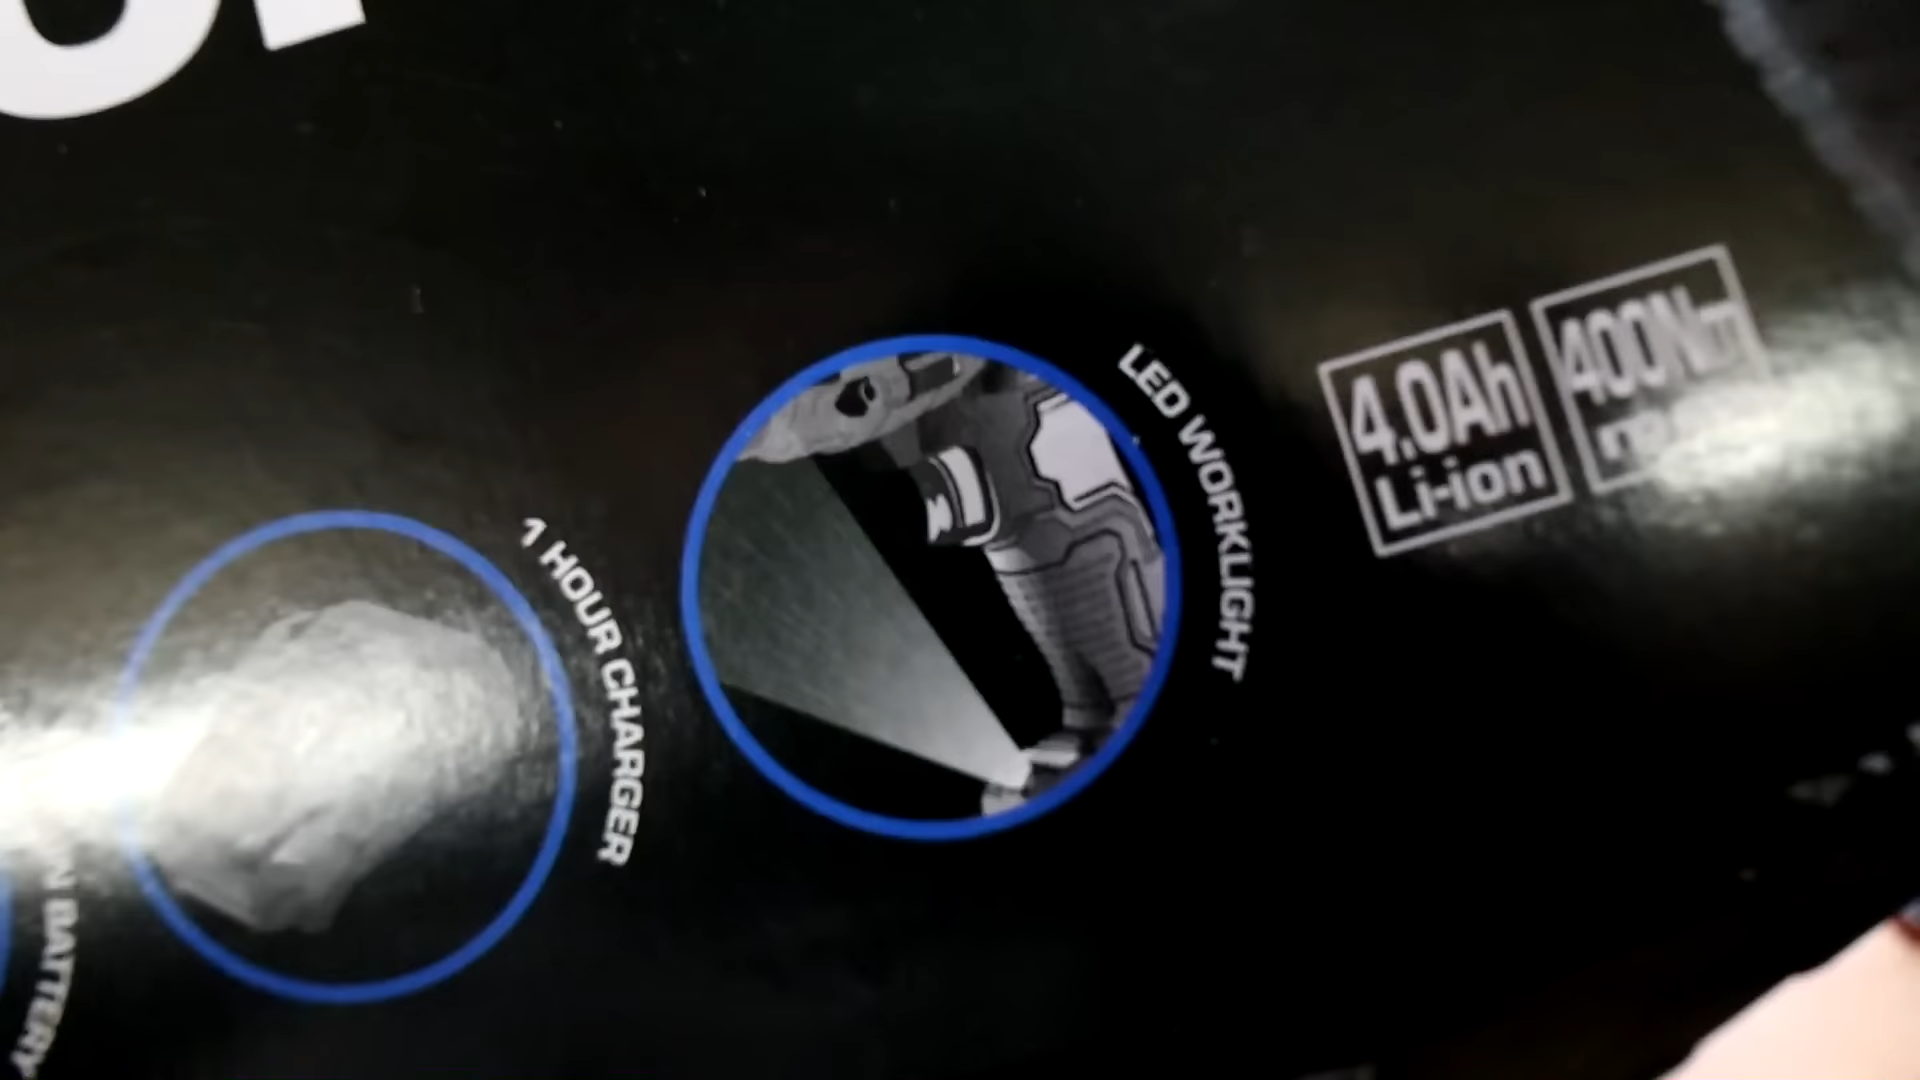 1 HOUR CHARGER
LED WORKLIGHT
4.0Ah
Li-ion
400Nm
BATTERY